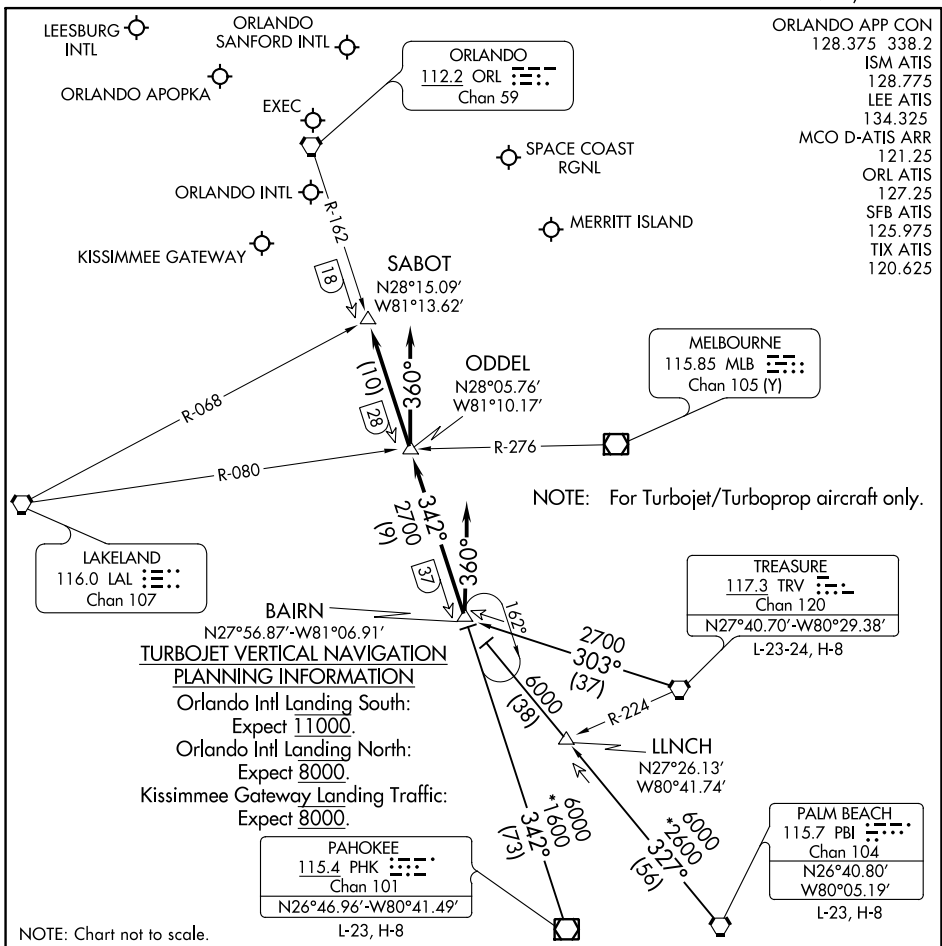 LEESBURG
INTL
ORLANDO
SANFORD INTL
ORLANDO APOPKA
EXEC
ORLANDO INTL
KISSIMMEE GATEWAY
SPACE COAST
RGNL
MERRITT ISLAND
ORLANDO
112.2 ORL
Chan 59
ORLANDO APP CON
128.375 338.2
ISM ATIS
128.775
LEE ATIS
134.325
MCO D-ATIS ARR
121.25
ORL ATIS
127.25
SFB ATIS
125.975
TIX ATIS
120.625
R-162
18
SABOT
N28°15.09'
W81°13.62'
(10)
360°
28
ODDEL
N28°05.76'
W81°10.17'
MELBOURNE
115.85 MLB
Chan 105 (Y)
R-068
R-080
R-276
NOTE: For Turbojet/Turboprop aircraft only.
LAKELAND
116.0 LAL
Chan 107
342°
2700
(9)
37
360°
162°
BAIRN
N27°56.87'-W81°06.91'
TREASURE
117.3 TRV
Chan 120
N27°40.70'-W80°29.38'
L-23-24, H-8
2700
303°
(37)
R-224
6000
(38)
LLNCH
N27°26.13'
W80°41.74'
TURBOJET VERTICAL NAVIGATION
PLANNING INFORMATION
Orlando Intl Landing South:
Expect 11000.
Orlando Intl Landing North:
Expect 8000.
Kissimmee Gateway Landing Traffic:
Expect 8000.
6000
*1600
342°
(73)
6000
*2600
327°
(56)
PAHOKEE
115.4 PHK
Chan 101
N26°46.96'-W80°41.49'
L-23, H-8
PALM BEACH
115.7 PBI
Chan 104
N26°40.80'
W80°05.19'
L-23, H-8
NOTE: Chart not to scale.